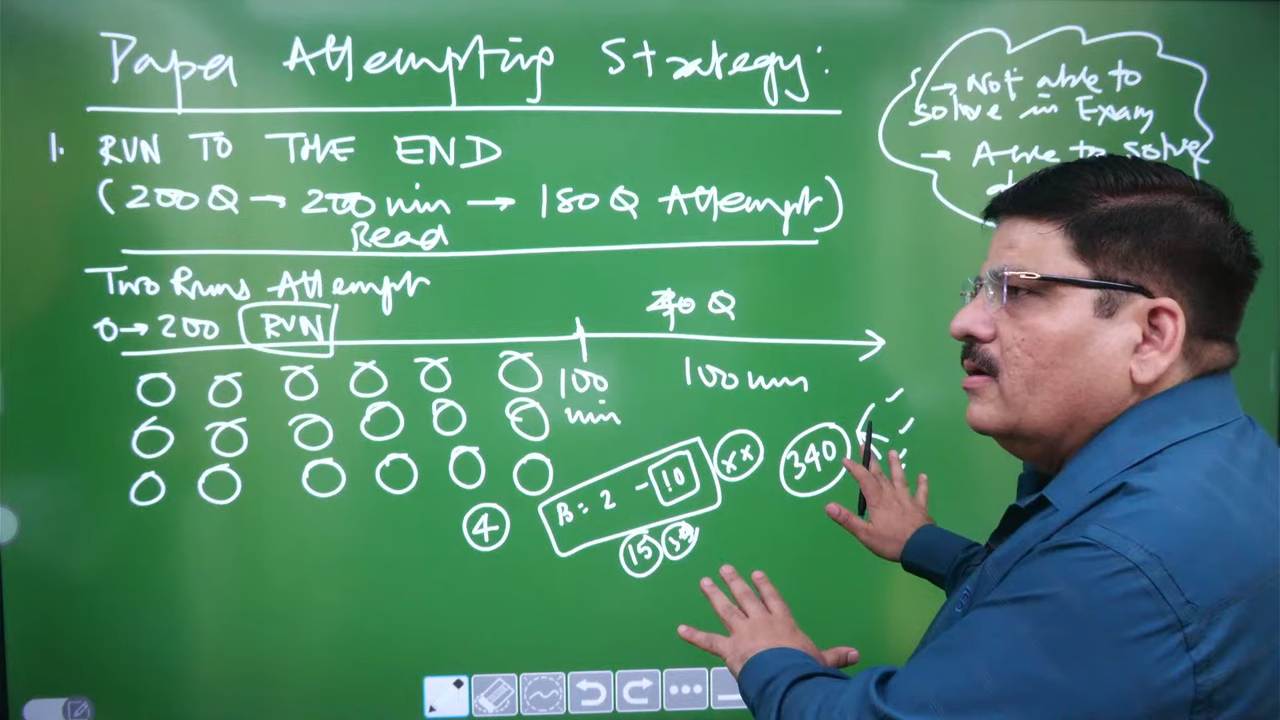 Papa Attempting Strategy:
1. RUN TO THE END
(200Q → 200 min → 180Q Attempt)
Read
Two Runs Attempt
0→200 RUN
40 Q
100 min
100 min
B = 2 - 10
xx
340
4
15
→ Not able to
solve in Exam
→ Able to solve